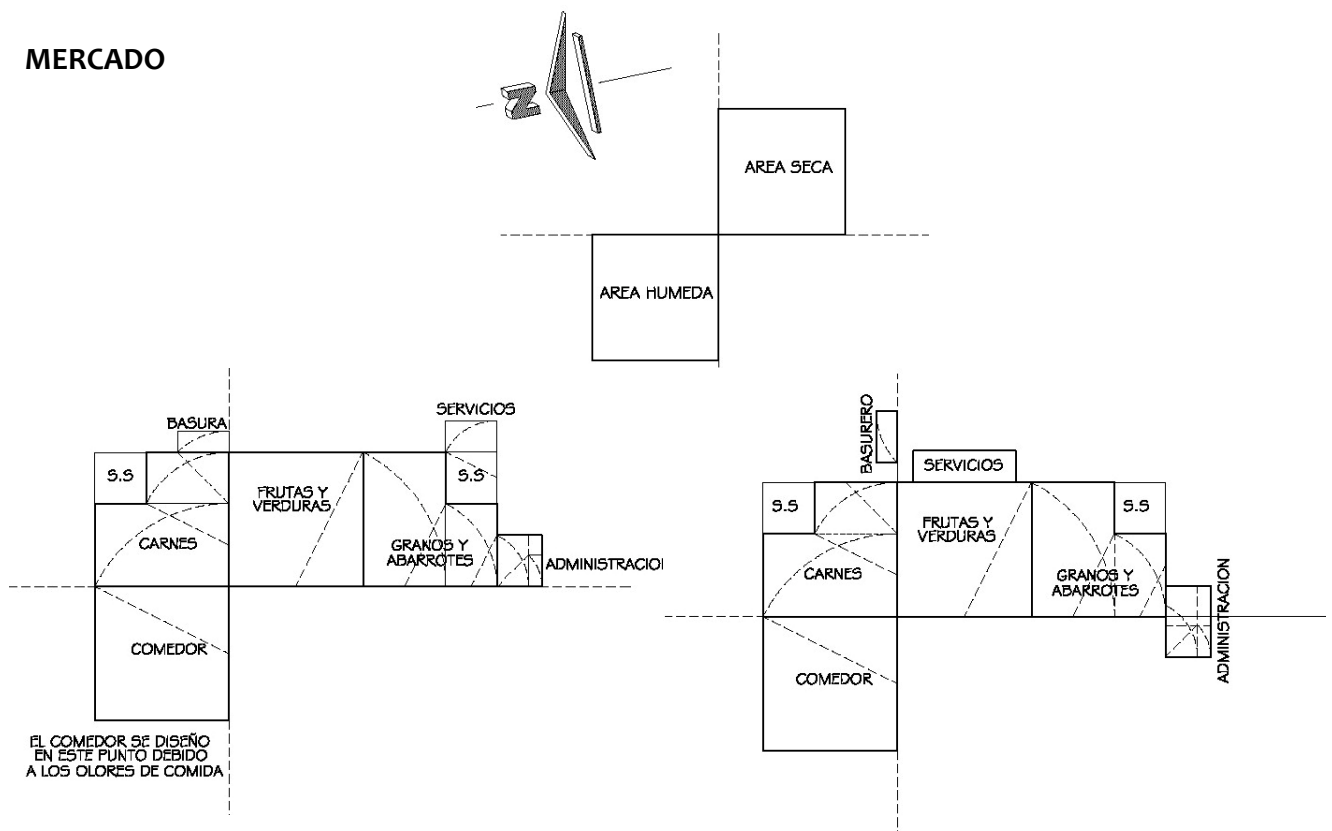 MERCADO
N
AREA SECA
AREA HUMEDA
BASURA
SERVICIOS
S.S
S.S
FRUTAS Y
VERDURAS
CARNES
GRANOS Y
ABARROTES
ADMINISTRACIO
COMEDOR
EL COMEDOR SE DISEÑO
EN ESTE PUNTO DEBIDO
A LOS OLORES DE COMIDA
BASURERO
SERVICIOS
S.S
S.S
FRUTAS Y
VERDURAS
CARNES
GRANOS Y
ABARROTES
ADMINISTRACION
COMEDOR